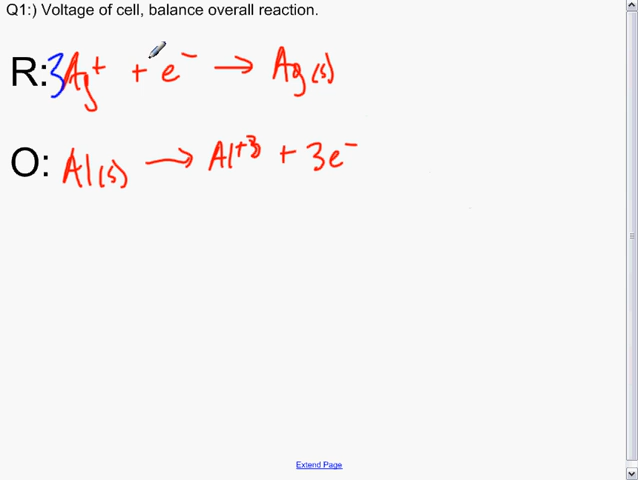 Q1:) Voltage of cell, balance overall reaction.
R: 3Ag⁺ + e⁻ → Ag(s)
O: Al(s) → Al⁺³ + 3e⁻
Extend Page